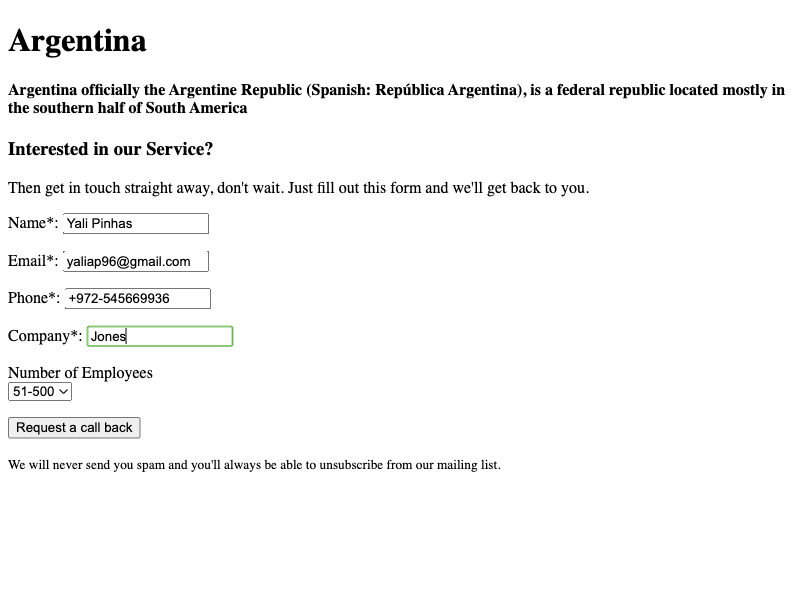 Argentina
Argentina officially the Argentine Republic (Spanish: República Argentina), is a federal republic located mostly in
the southern half of South America
Interested in our Service?
Then get in touch straight away, don't wait. Just fill out this form and we'll get back to you.
Name*: Yali Pinhas
Email*: yaliap96@gmail.com
Phone*: +972-545669936
Company*: Jones
Number of Employees
51-500
Request a call back
We will never send you spam and you'll always be able to unsubscribe from our mailing list.